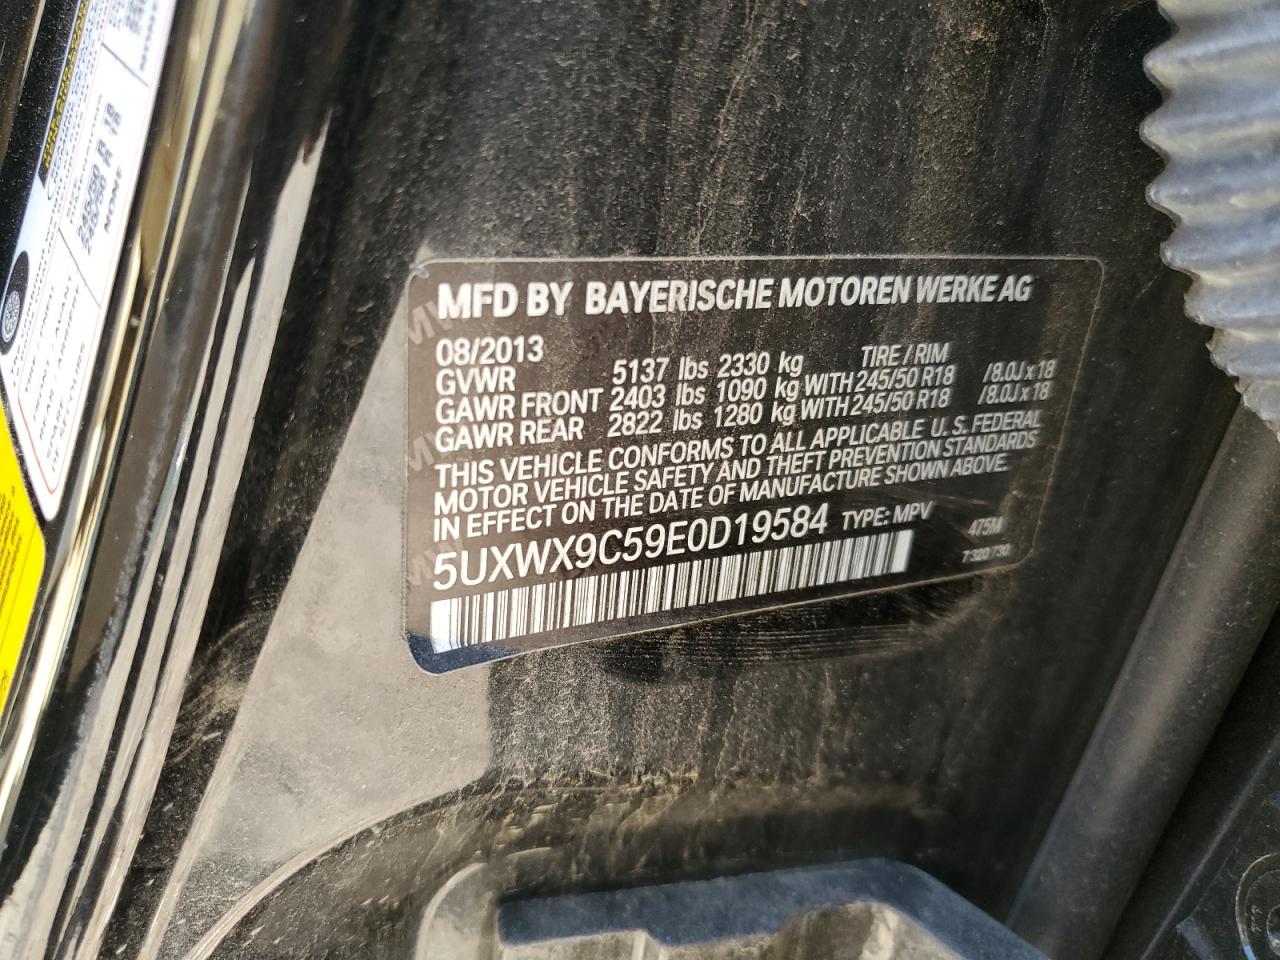 MFD BY BAYERISCHE MOTOREN WERKE AG
08/2013 TIRE / RIM
GVWR 5137 lbs 2330 kg
GAWR FRONT 2403 lbs 1090 kg WITH 245/50 R18 /8.0J x 18
GAWR REAR 2822 lbs 1280 kg WITH 245/50 R18 /8.0J x 18
THIS VEHICLE CONFORMS TO ALL APPLICABLE U.S. FEDERAL
MOTOR VEHICLE SAFETY AND THEFT PREVENTION STANDARDS
IN EFFECT ON THE DATE OF MANUFACTURE SHOWN ABOVE.
5UXWX9C59E0D19584 TYPE: MPV 475M
7 320 730